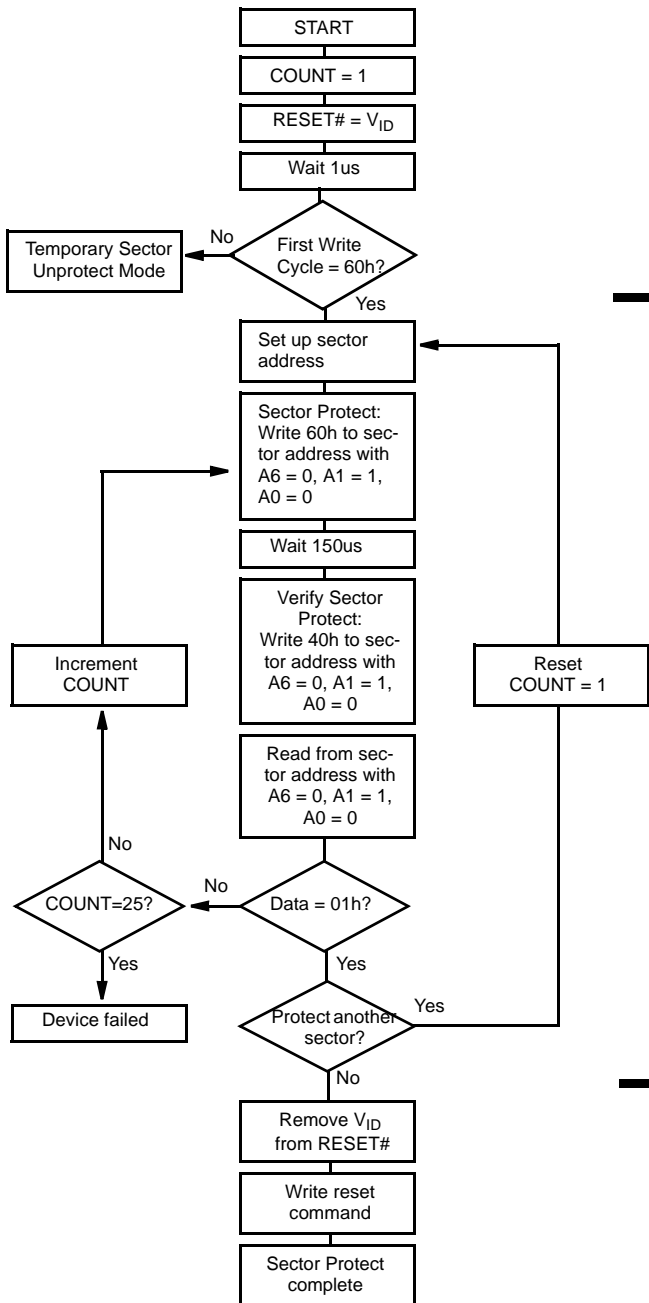 START
COUNT = 1
RESET# = VID
Wait 1us
First Write
Cycle = 60h?
No
Temporary Sector
Unprotect Mode
Yes
Set up sector
address
Sector Protect:
Write 60h to sec-
tor address with
A6 = 0, A1 = 1,
A0 = 0
Wait 150us
Verify Sector
Protect:
Write 40h to sec-
tor address with
A6 = 0, A1 = 1,
A0 = 0
Increment
COUNT
Reset
COUNT = 1
Read from sec-
tor address with
A6 = 0, A1 = 1,
A0 = 0
No
COUNT=25?
No
Data = 01h?
Yes
Yes
Device failed
Protect another
sector?
Yes
No
Remove VID
from RESET#
Write reset
command
Sector Protect
complete